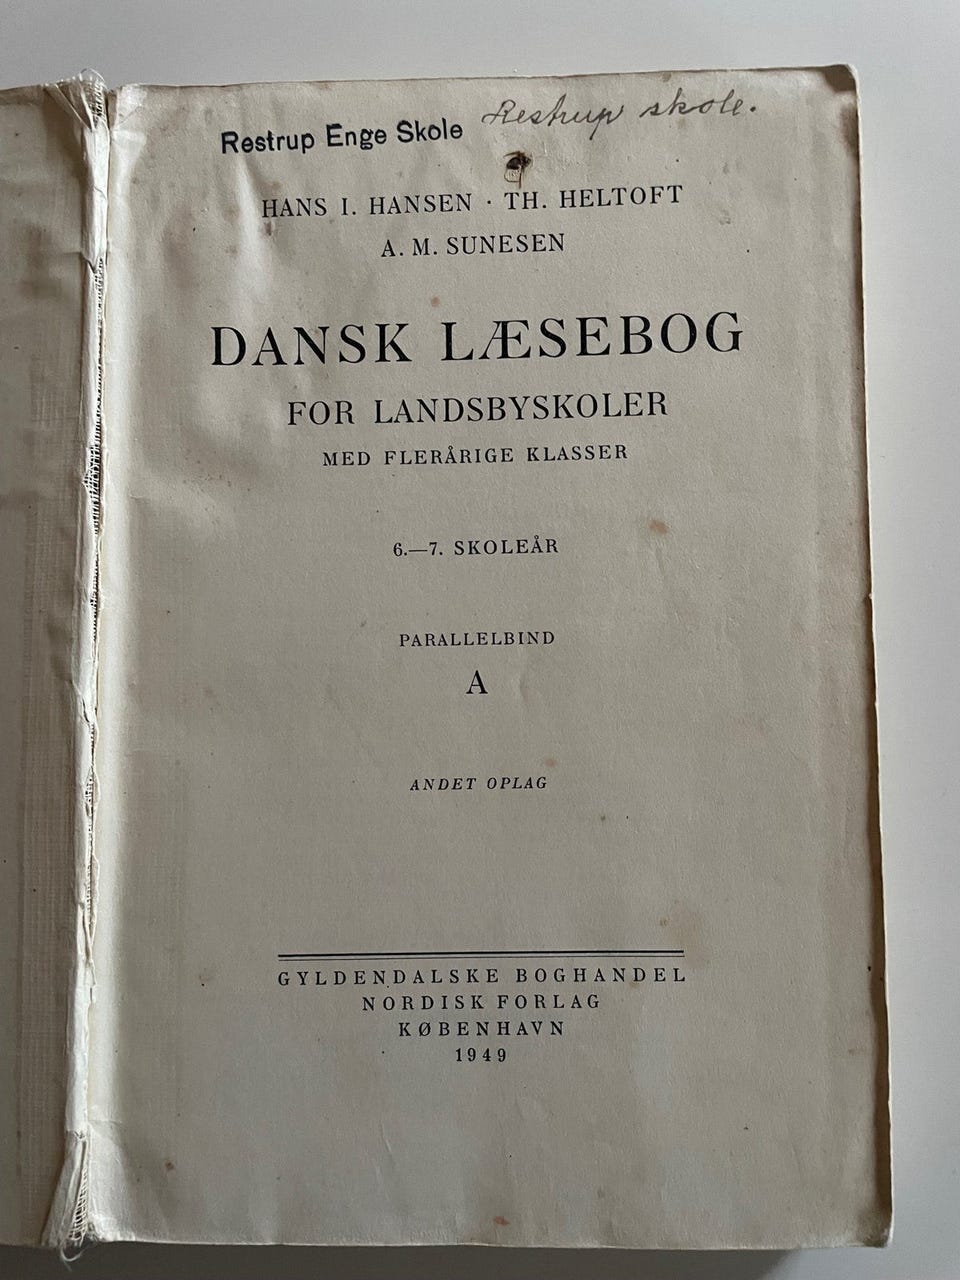 Restrup Enge Skole Restrup skole.
HANS I. HANSEN · TH. HELTOFT
A. M. SUNESEN
DANSK LÆSEBOG
FOR LANDSBYSKOLER
MED FLERÅRIGE KLASSER
6.—7. SKOLEÅR
PARALLELBIND
A
ANDET OPLAG
GYLDENDALSKE BOGHANDEL
NORDISK FORLAG
KØBENHAVN
1949